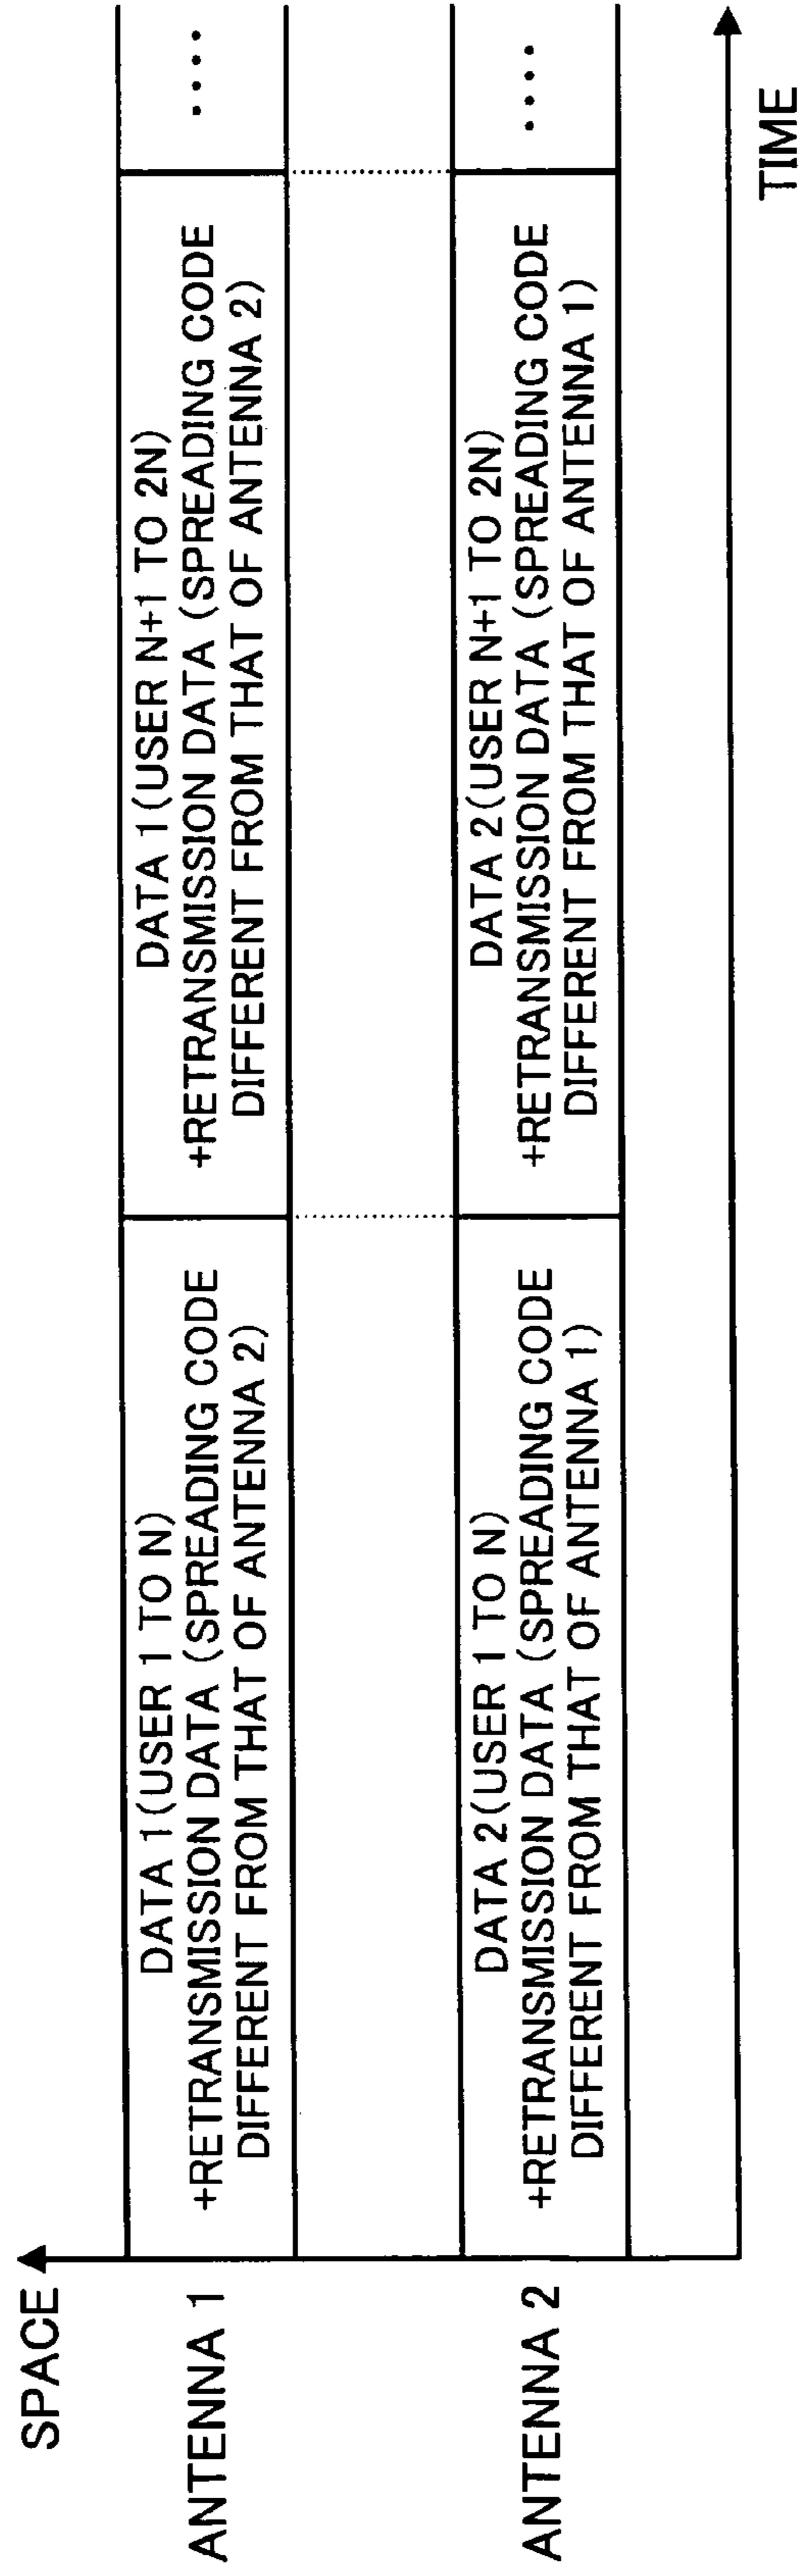 SPACE
ANTENNA 1
DATA 1(USER 1 TO N)
+RETRANSMISSION DATA (SPREADING CODE
DIFFERENT FROM THAT OF ANTENNA 2)
DATA 1(USER N+1 TO 2N)
+RETRANSMISSION DATA (SPREADING CODE
DIFFERENT FROM THAT OF ANTENNA 2)
....
ANTENNA 2
DATA 2(USER 1 TO N)
+RETRANSMISSION DATA (SPREADING CODE
DIFFERENT FROM THAT OF ANTENNA 1)
DATA 2(USER N+1 TO 2N)
+RETRANSMISSION DATA (SPREADING CODE
DIFFERENT FROM THAT OF ANTENNA 1)
....
TIME